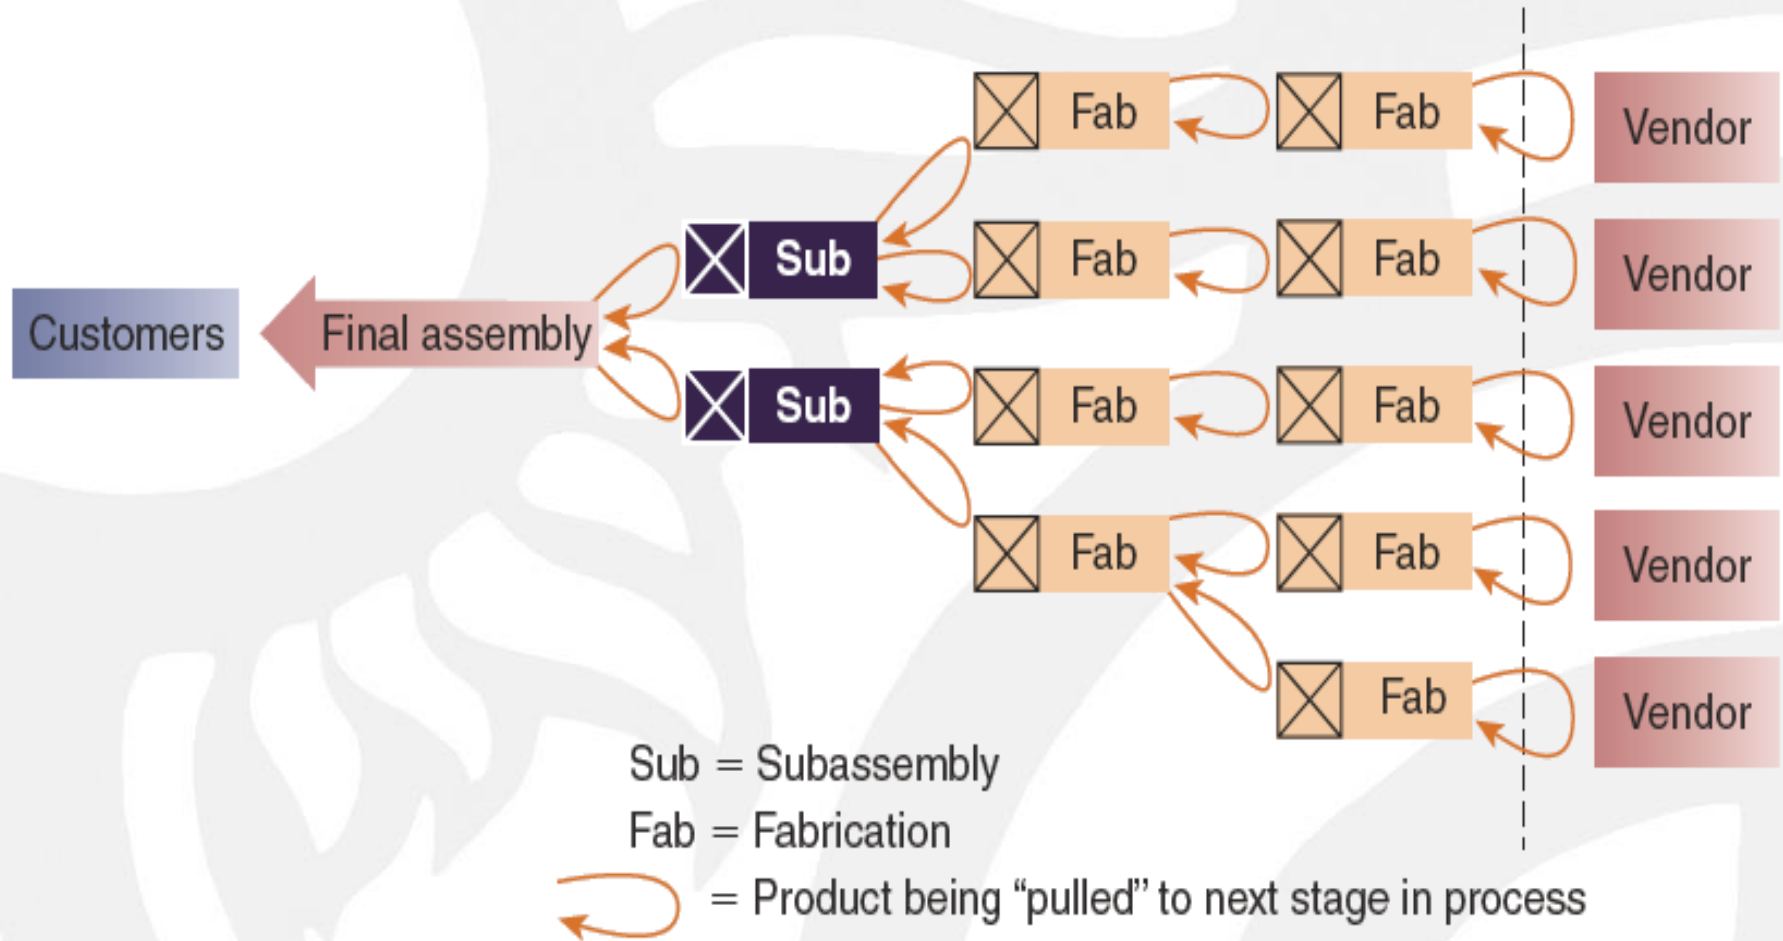 Fab Fab Vendor
Sub Fab Fab Vendor
Customers Final assembly
Sub Fab Fab Vendor
Fab Fab Vendor
Fab Vendor
Sub = Subassembly
Fab = Fabrication
= Product being “pulled” to next stage in process